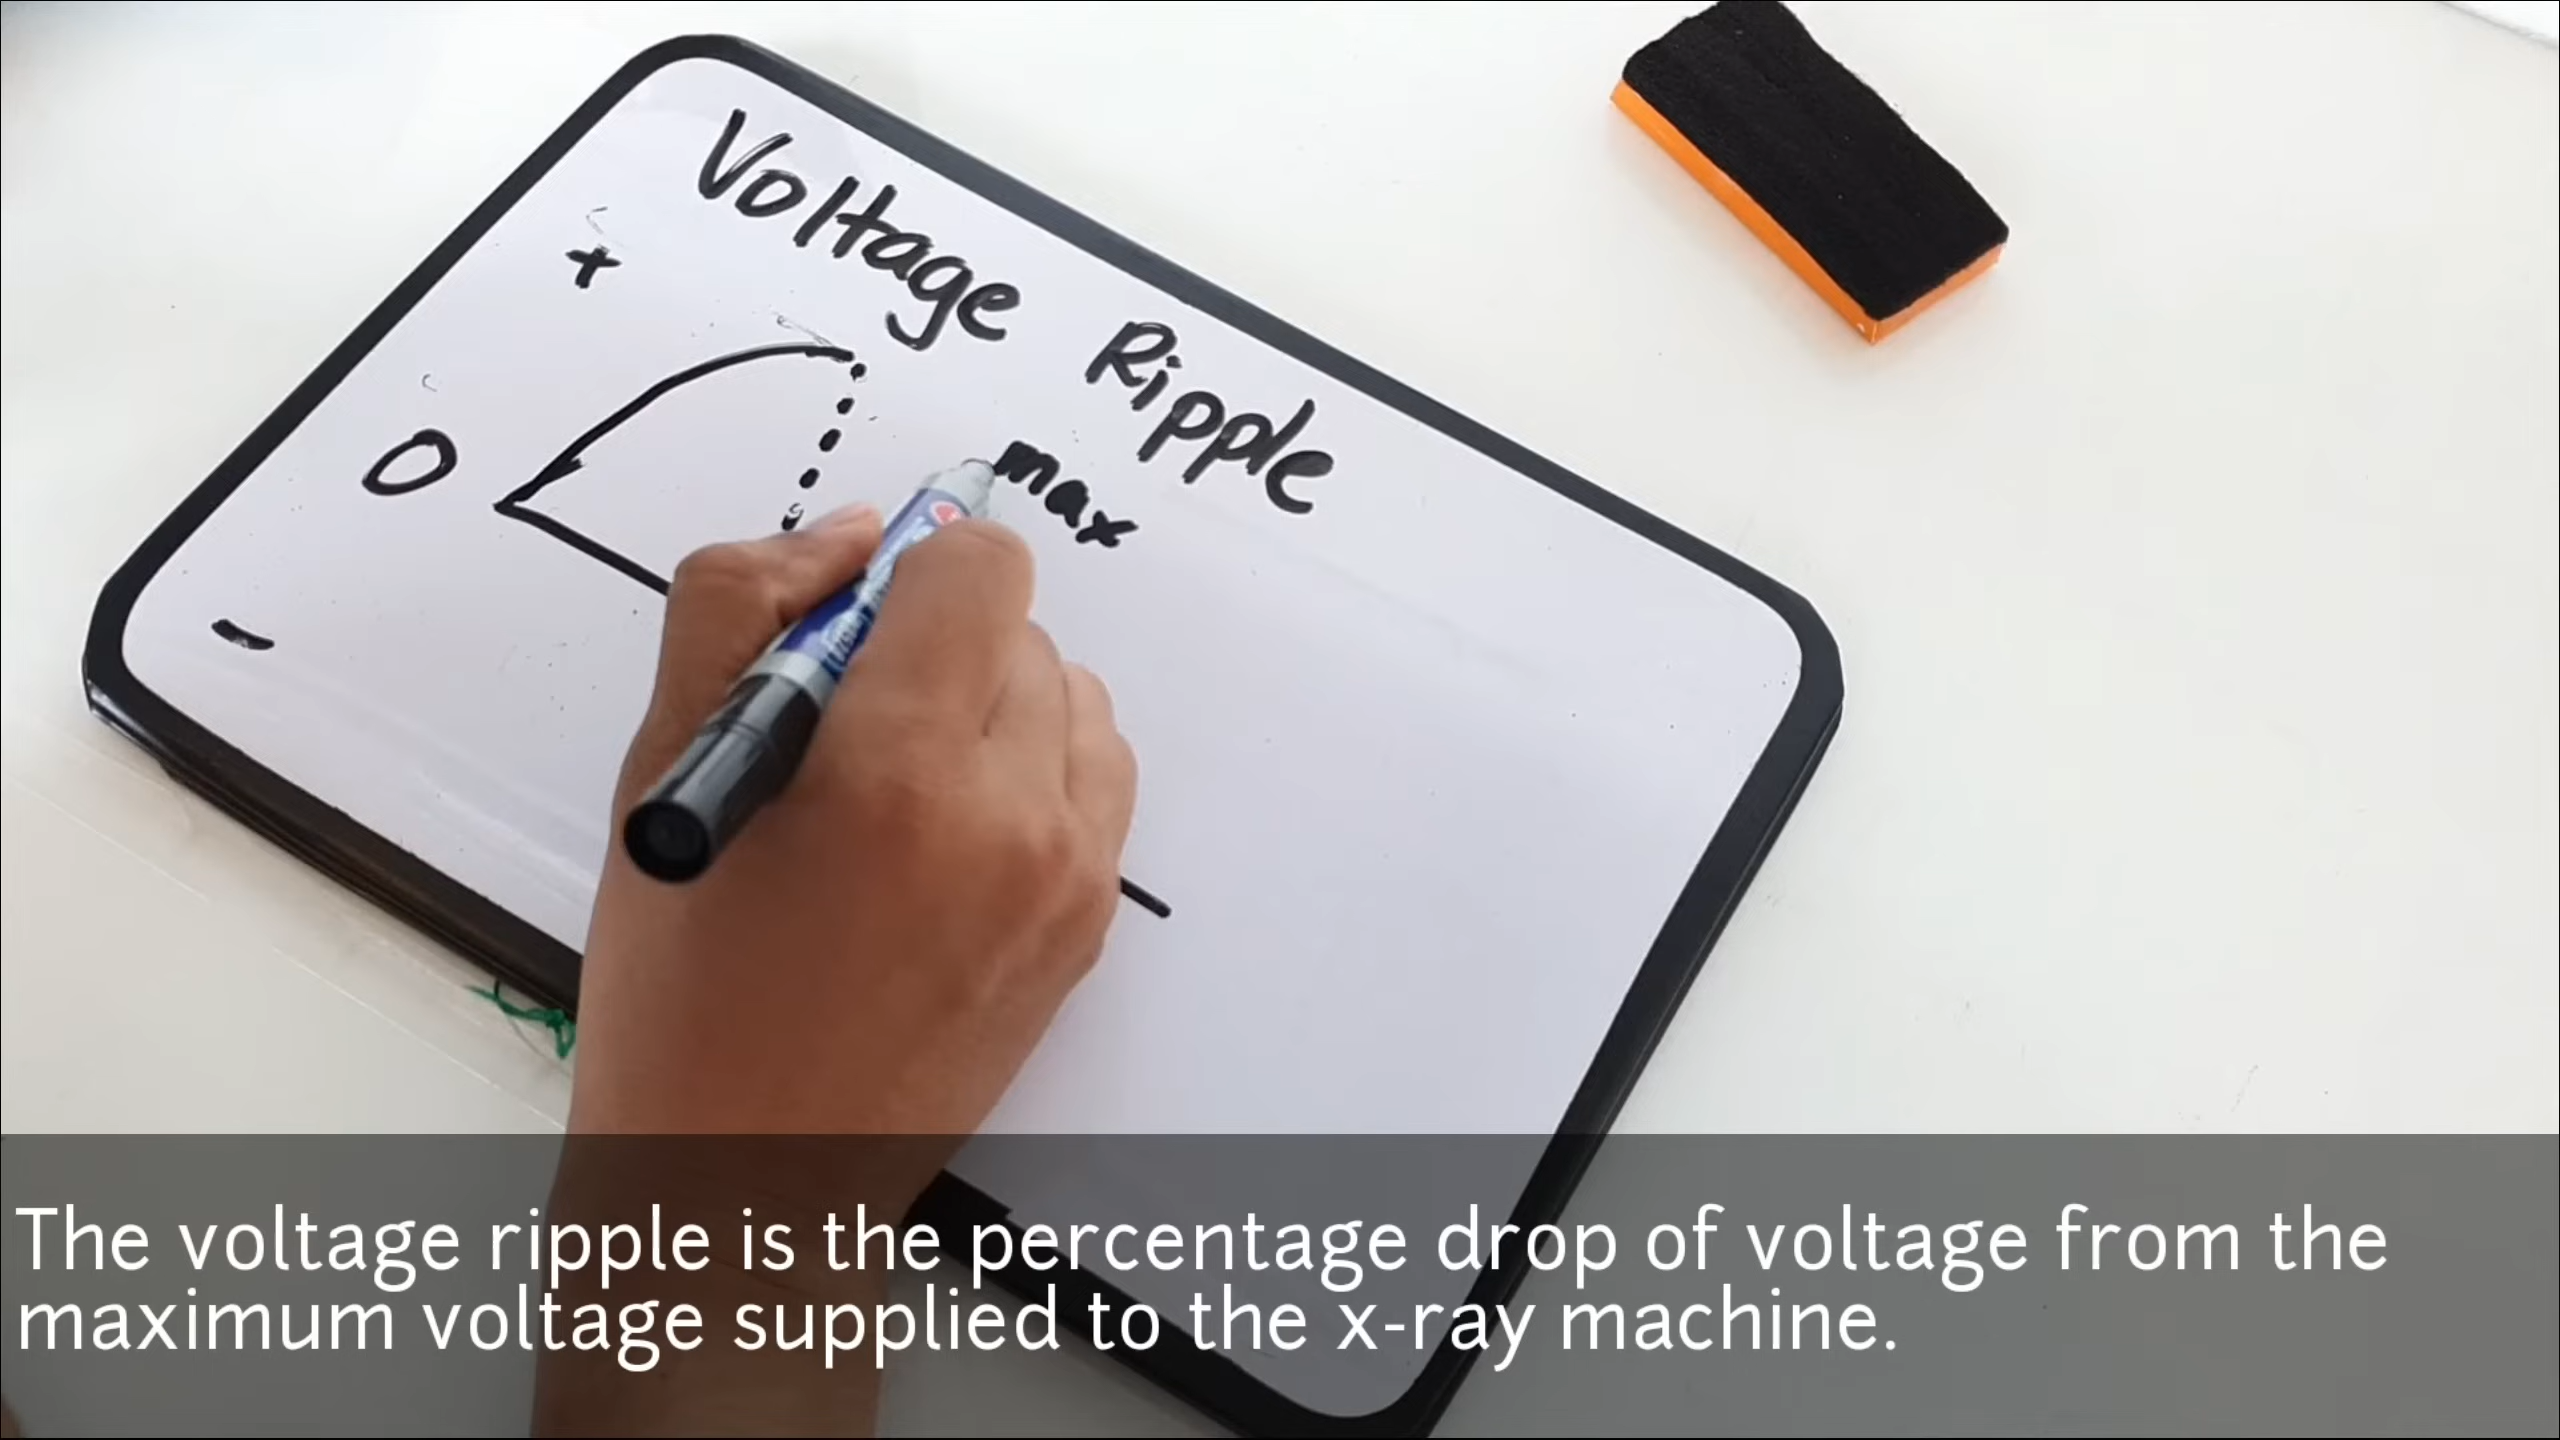 Voltage Ripple
+
max
O
-
The voltage ripple is the percentage drop of voltage from the
maximum voltage supplied to the x-ray machine.